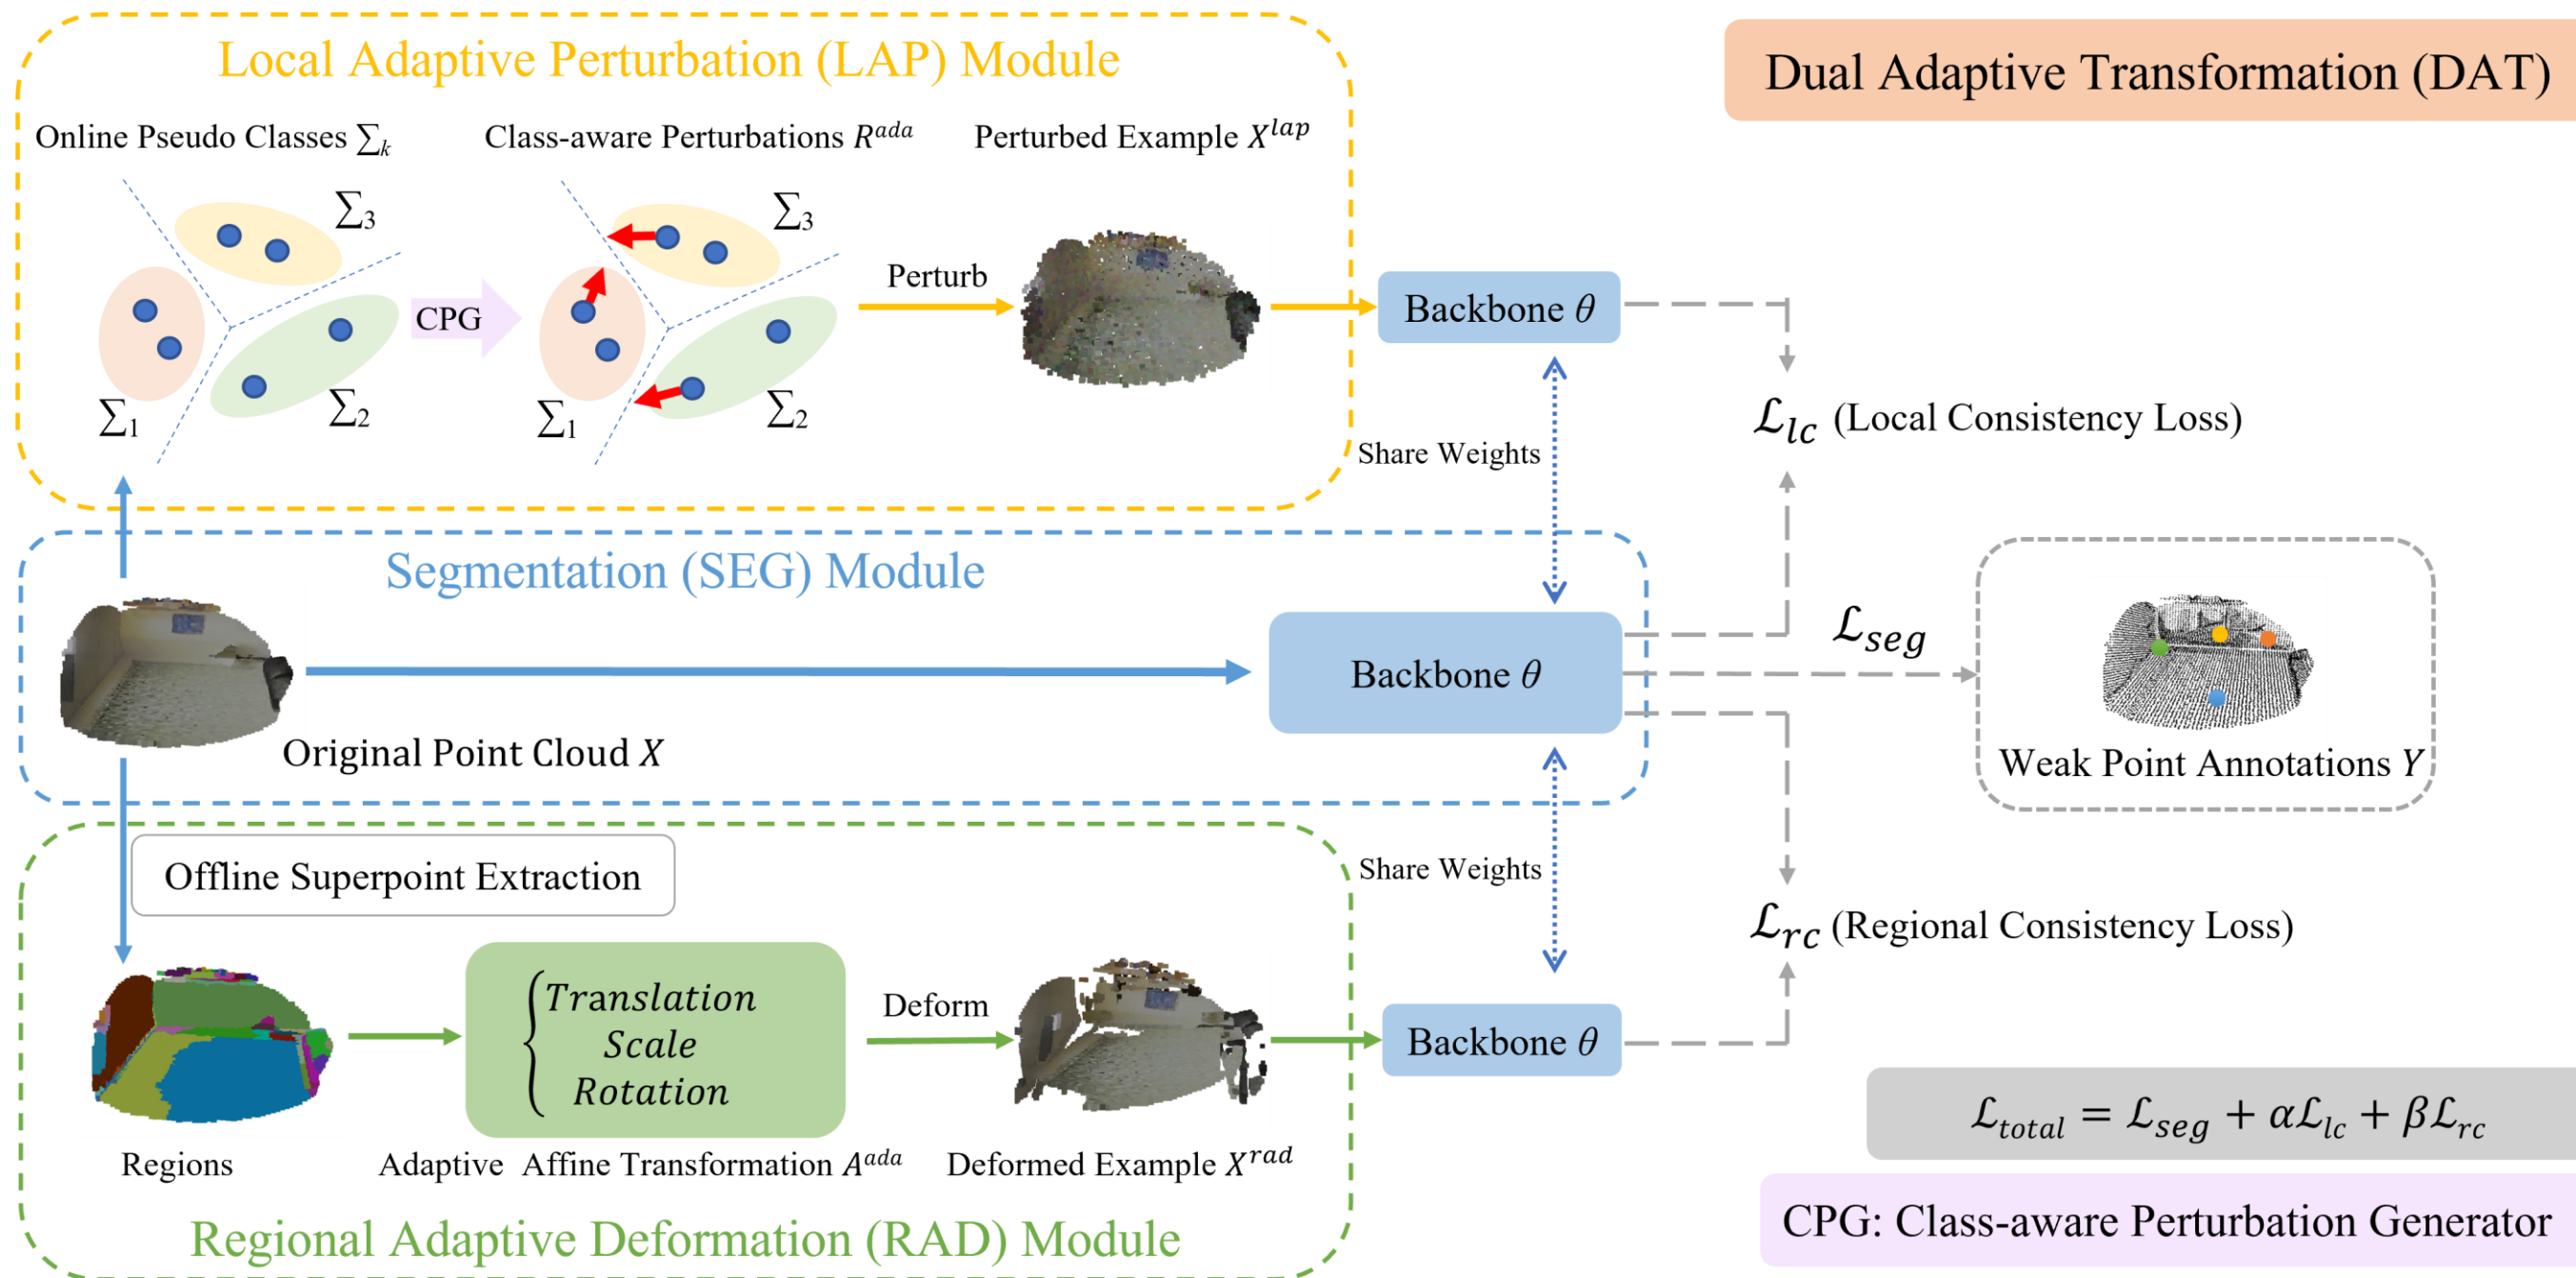 Local Adaptive Perturbation (LAP) Module
Dual Adaptive Transformation (DAT)
Online Pseudo Classes ∑k
Class-aware Perturbations R^ada
Perturbed Example X^lap
∑3
∑1
∑2
CPG
∑3
∑1
∑2
Perturb
Backbone θ
ℒlc (Local Consistency Loss)
Share Weights
Segmentation (SEG) Module
Original Point Cloud X
Backbone θ
ℒseg
Weak Point Annotations Y
Share Weights
Offline Superpoint Extraction
ℒrc (Regional Consistency Loss)
Regions
Translation
Scale
Rotation
Adaptive Affine Transformation A^ada
Deform
Deformed Example X^rad
Backbone θ
Regional Adaptive Deformation (RAD) Module
ℒtotal = ℒseg + αℒlc + βℒrc
CPG: Class-aware Perturbation Generator